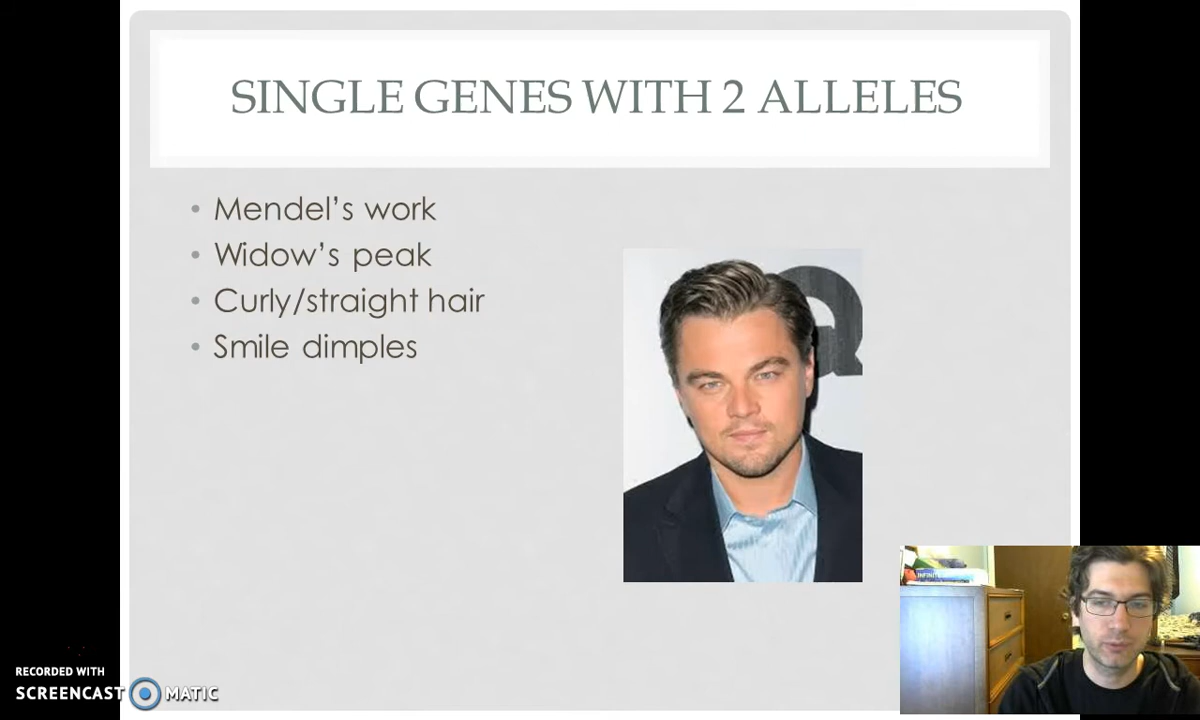 SINGLE GENES WITH 2 ALLELES
• Mendel's work
• Widow's peak
• Curly/straight hair
• Smile dimples
RECORDED WITH
SCREENCAST MATIC